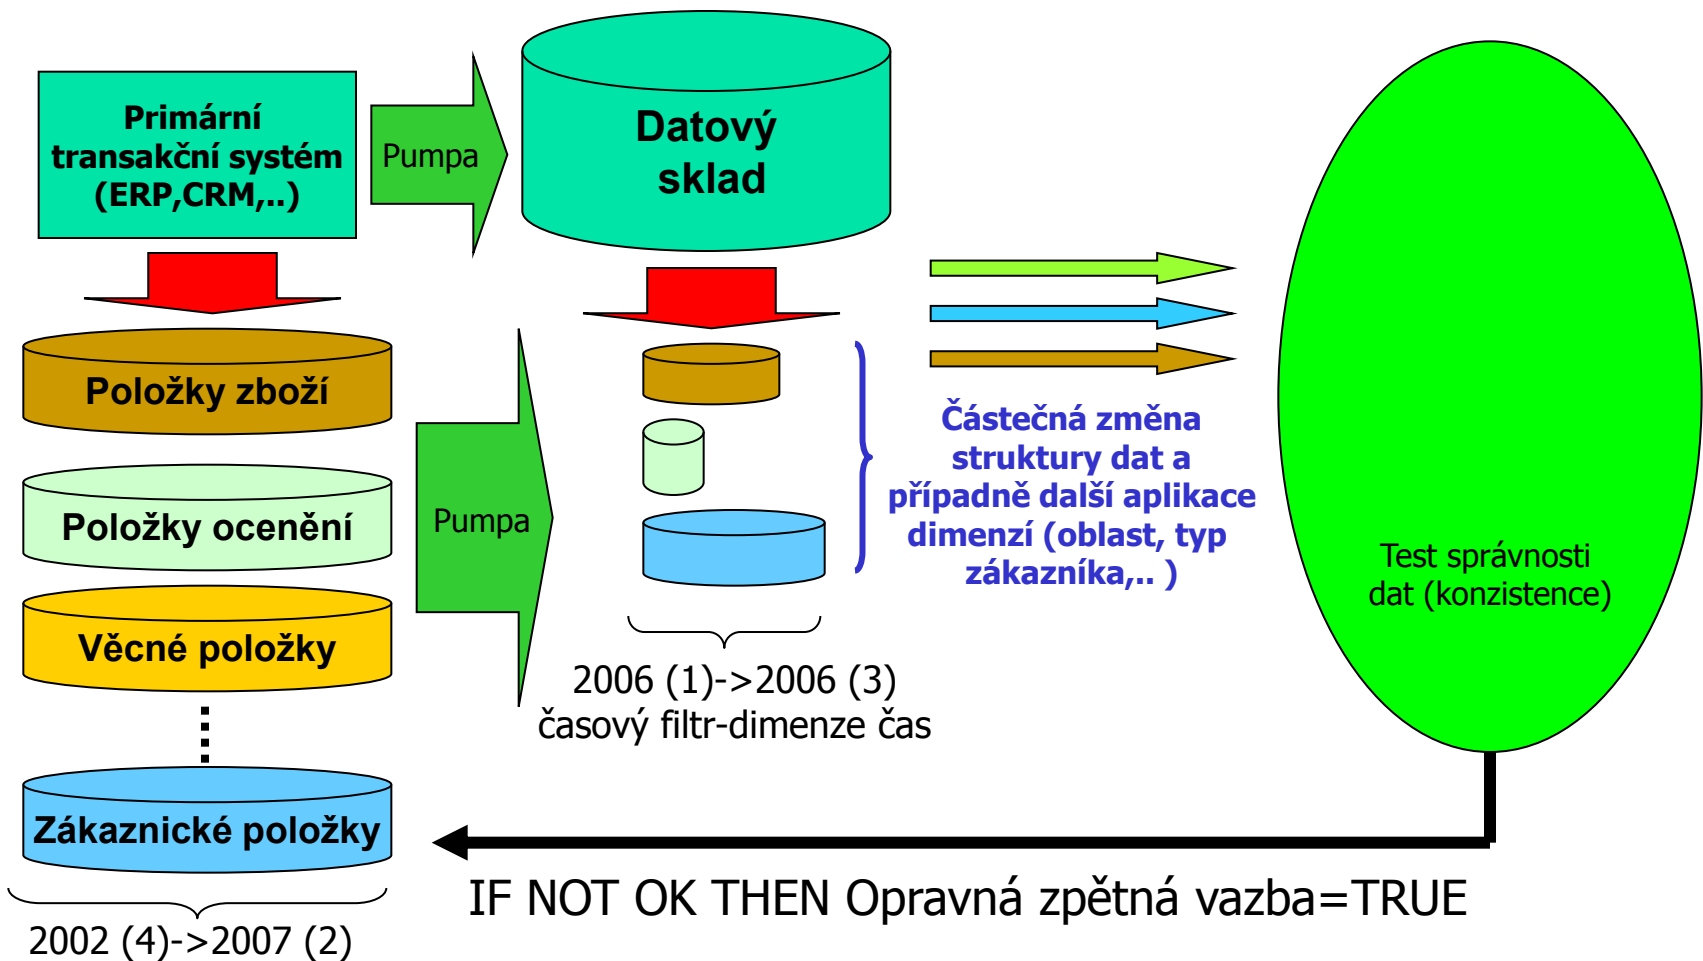 Primární
transakční systém
(ERP,CRM,..)
Pumpa
Datový
sklad
Položky zboží
Položky ocenění
Věcné položky
Zákaznické položky
2002 (4)->2007 (2)
Pumpa
2006 (1)->2006 (3)
časový filtr-dimenze čas
Částečná změna
struktury dat a
případně další aplikace
dimenzí (oblast, typ
zákazníka,.. )
Test správnosti
dat (konzistence)
IF NOT OK THEN Opravná zpětná vazba=TRUE